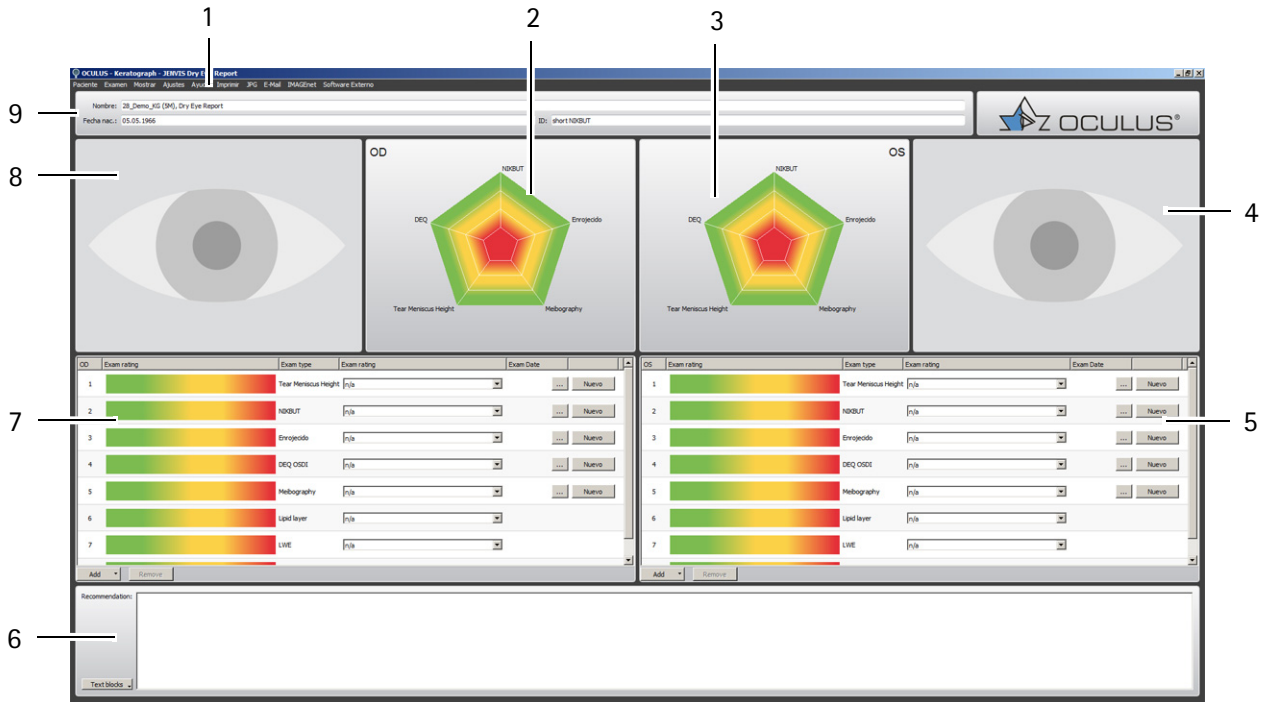 1 2 3
OCULUS - Keratograph - JENVIS Dry Eye Report
Paciente Examen Mostrar Ajustes Ayuda Imprimir JPG E-Mail IMAGEnet Software Externo
9 Nombre: 28_Demo_KG (5M), Dry Eye Report
Fecha nac.: 05.05.1966 ID: short NIXBUT
OCULUS®
8
OD
NIKBUT
DEQ Enrojecido
Tear Meniscus Height Meibography
OS
NIKBUT
DEQ Enrojecido
Tear Meniscus Height Meibography
4
7
OD Exam rating Exam type Exam rating Exam Date
1 Tear Meniscus Height n/a ... Nuevo
2 NIKBUT n/a ... Nuevo
3 Enrojecido n/a ... Nuevo
4 DEQ OSDI n/a ... Nuevo
5 Meibography n/a ... Nuevo
6 Lipid layer n/a
7 LWE n/a
Add Remove
OS Exam rating Exam type Exam rating Exam Date
1 Tear Meniscus Height n/a ... Nuevo
2 NIKBUT n/a ... Nuevo
3 Enrojecido n/a ... Nuevo
4 DEQ OSDI n/a ... Nuevo
5 Meibography n/a ... Nuevo
6 Lipid layer n/a
7 LWE n/a
Add Remove
5
6
Recommendation:
Text blocks